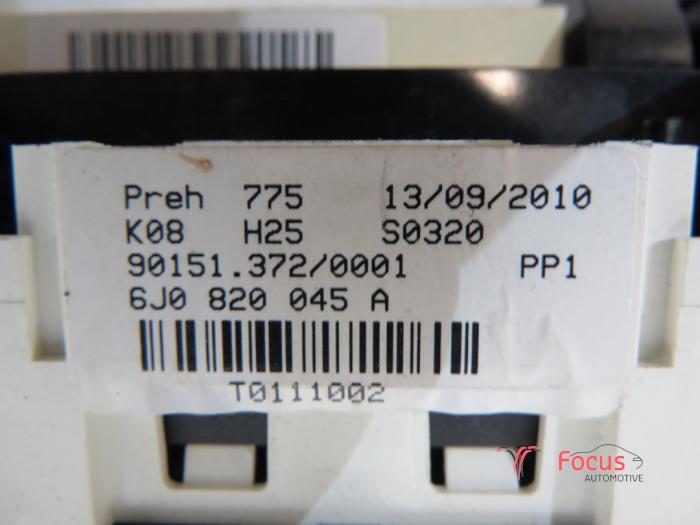 Preh 775 13/09/2010
K08 H25 S0320
90151.372/0001 PP1
6J0 820 045 A
T0111002
Focus
AUTOMOTIVE